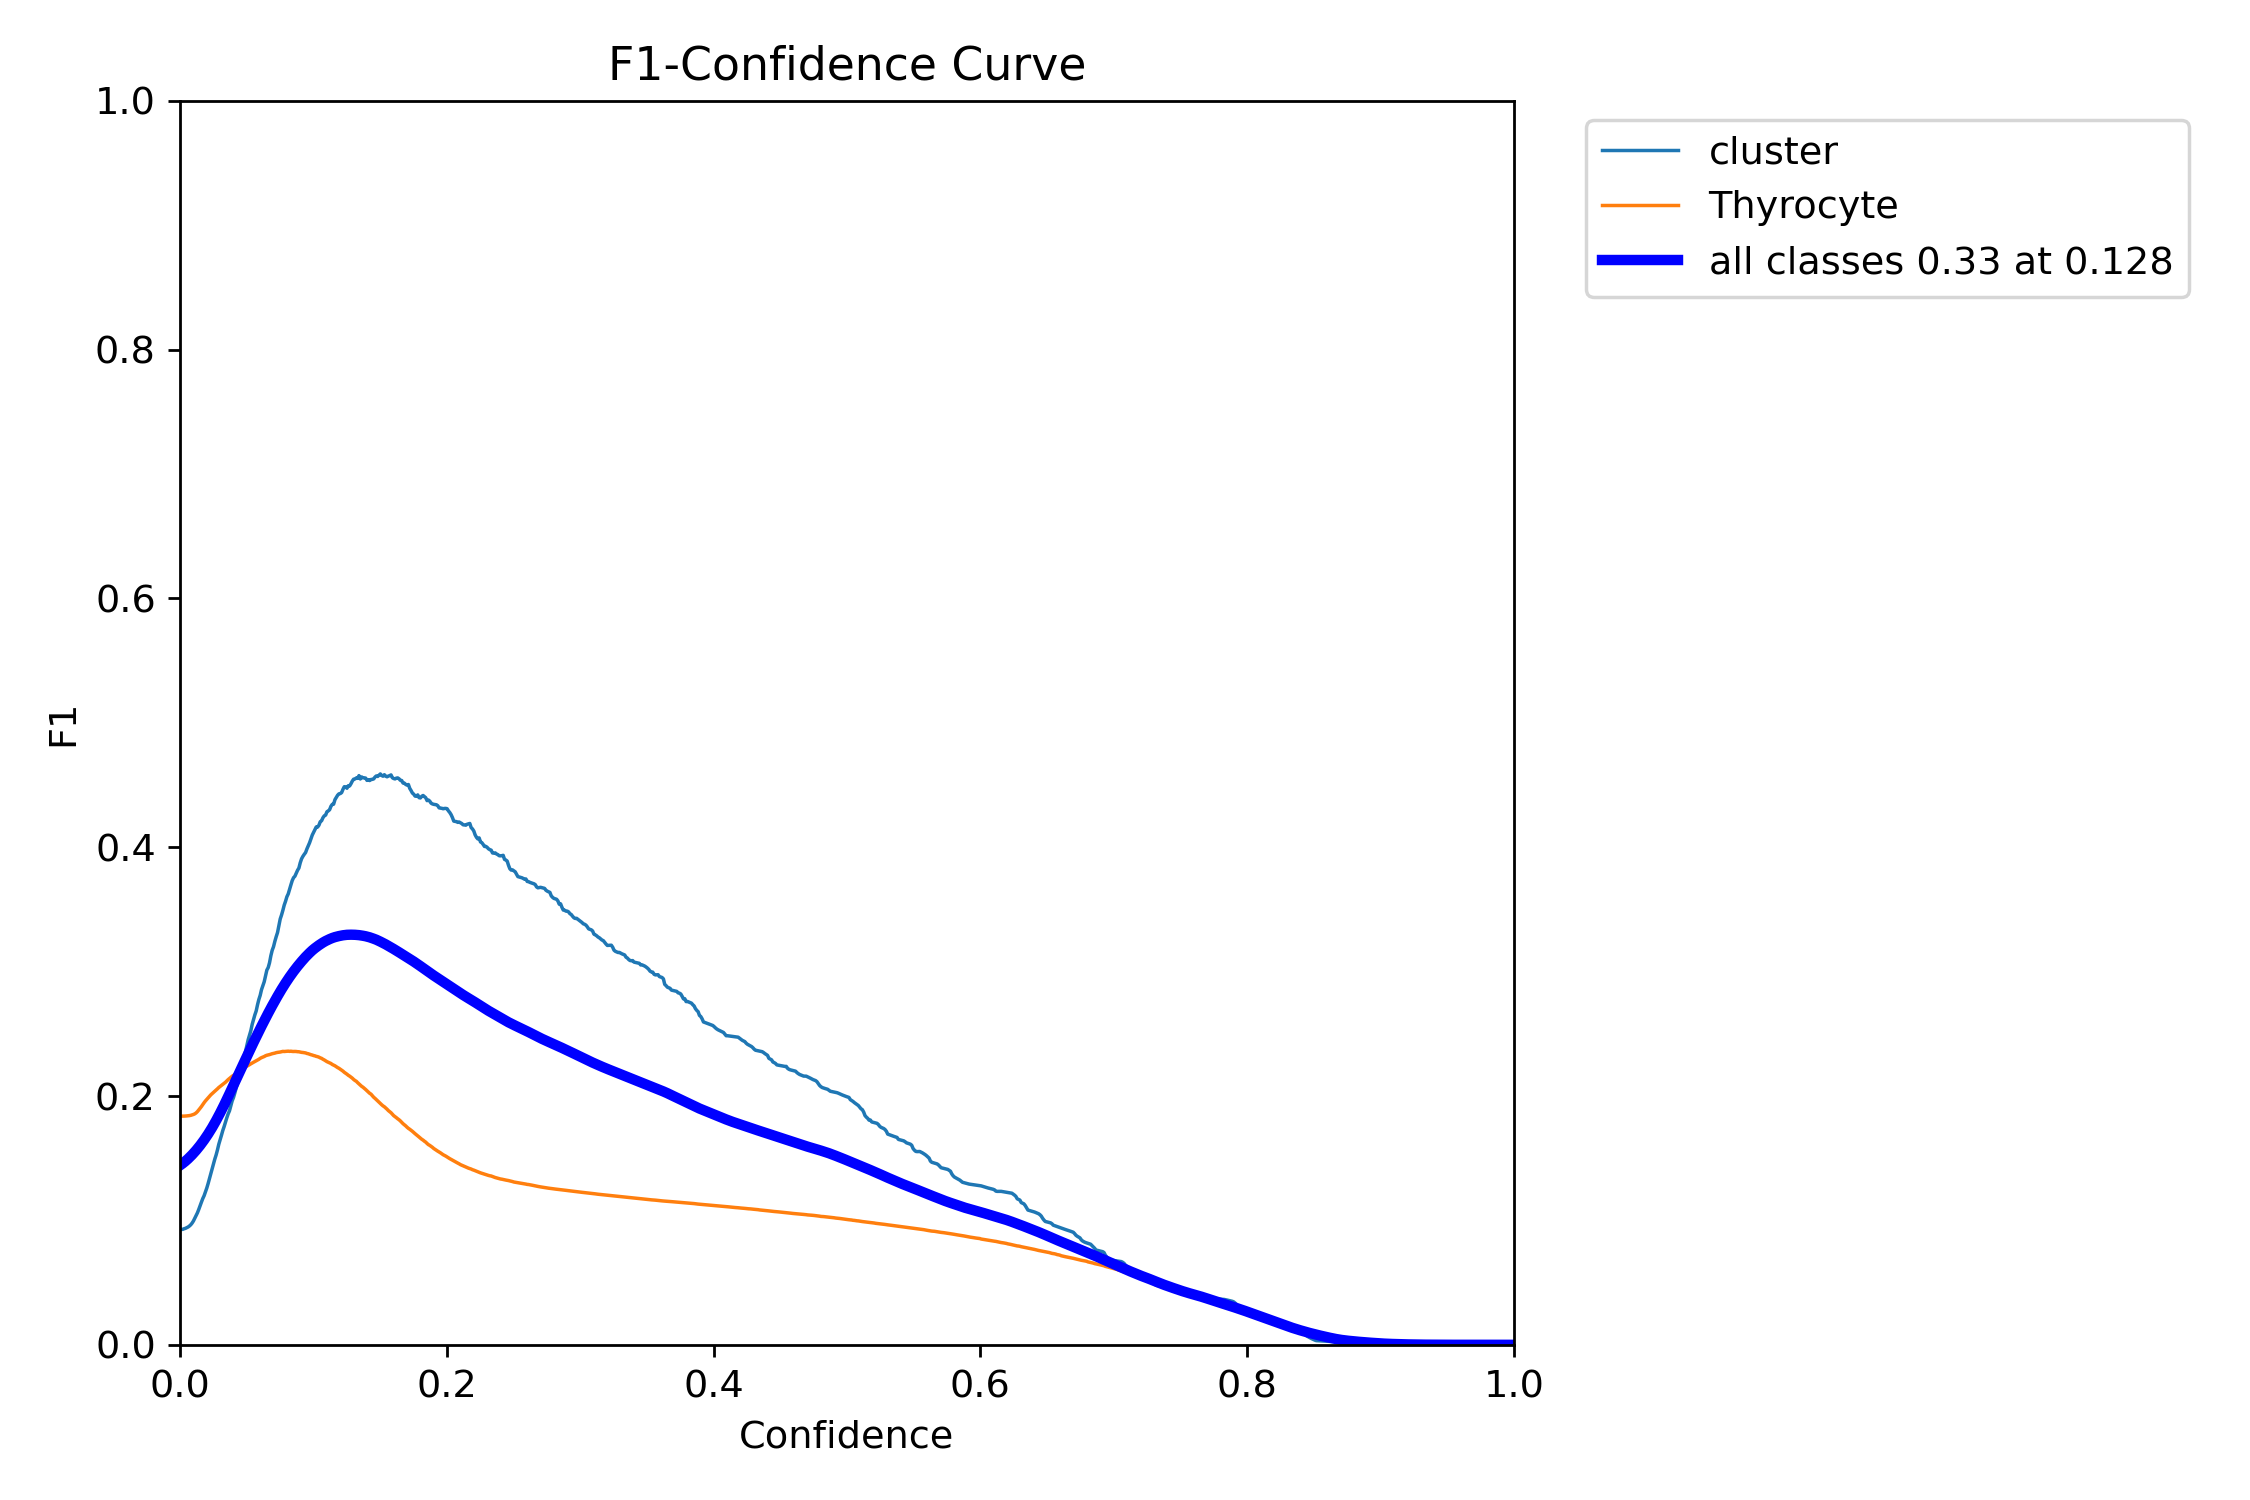 F1-Confidence Curve
1.0
0.8
0.6
0.4
0.2
0.0
F1
0.0 0.2 0.4 0.6 0.8 1.0
Confidence
cluster
Thyrocyte
all classes 0.33 at 0.128